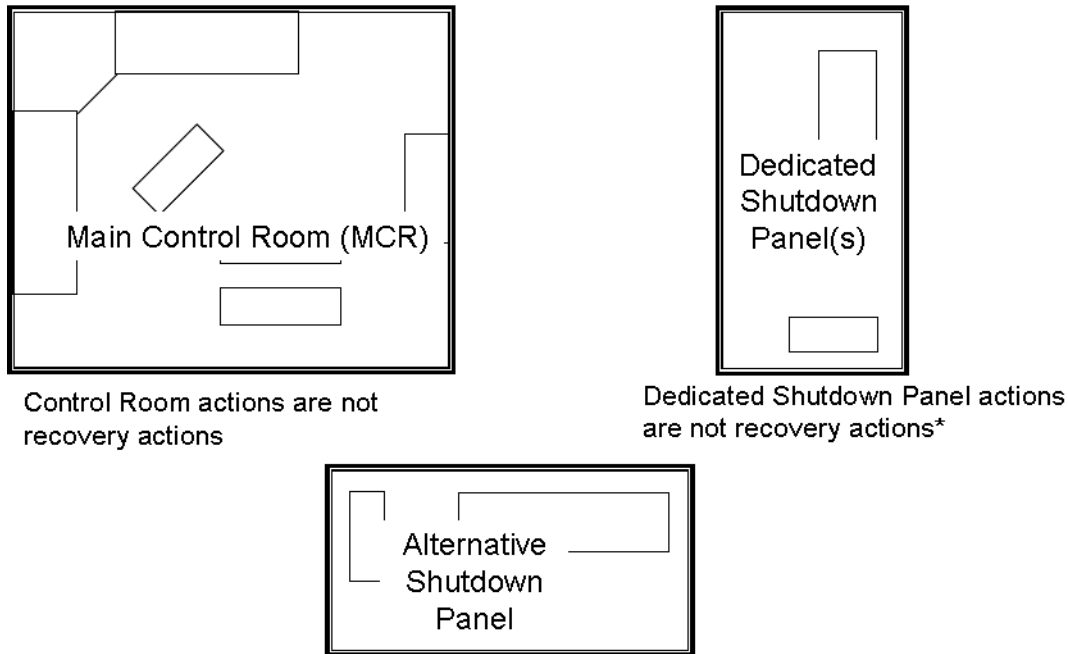 Main Control Room (MCR)
Control Room actions are not
recovery actions
Dedicated
Shutdown
Panel(s)
Dedicated Shutdown Panel actions
are not recovery actions*
Alternative
Shutdown
Panel